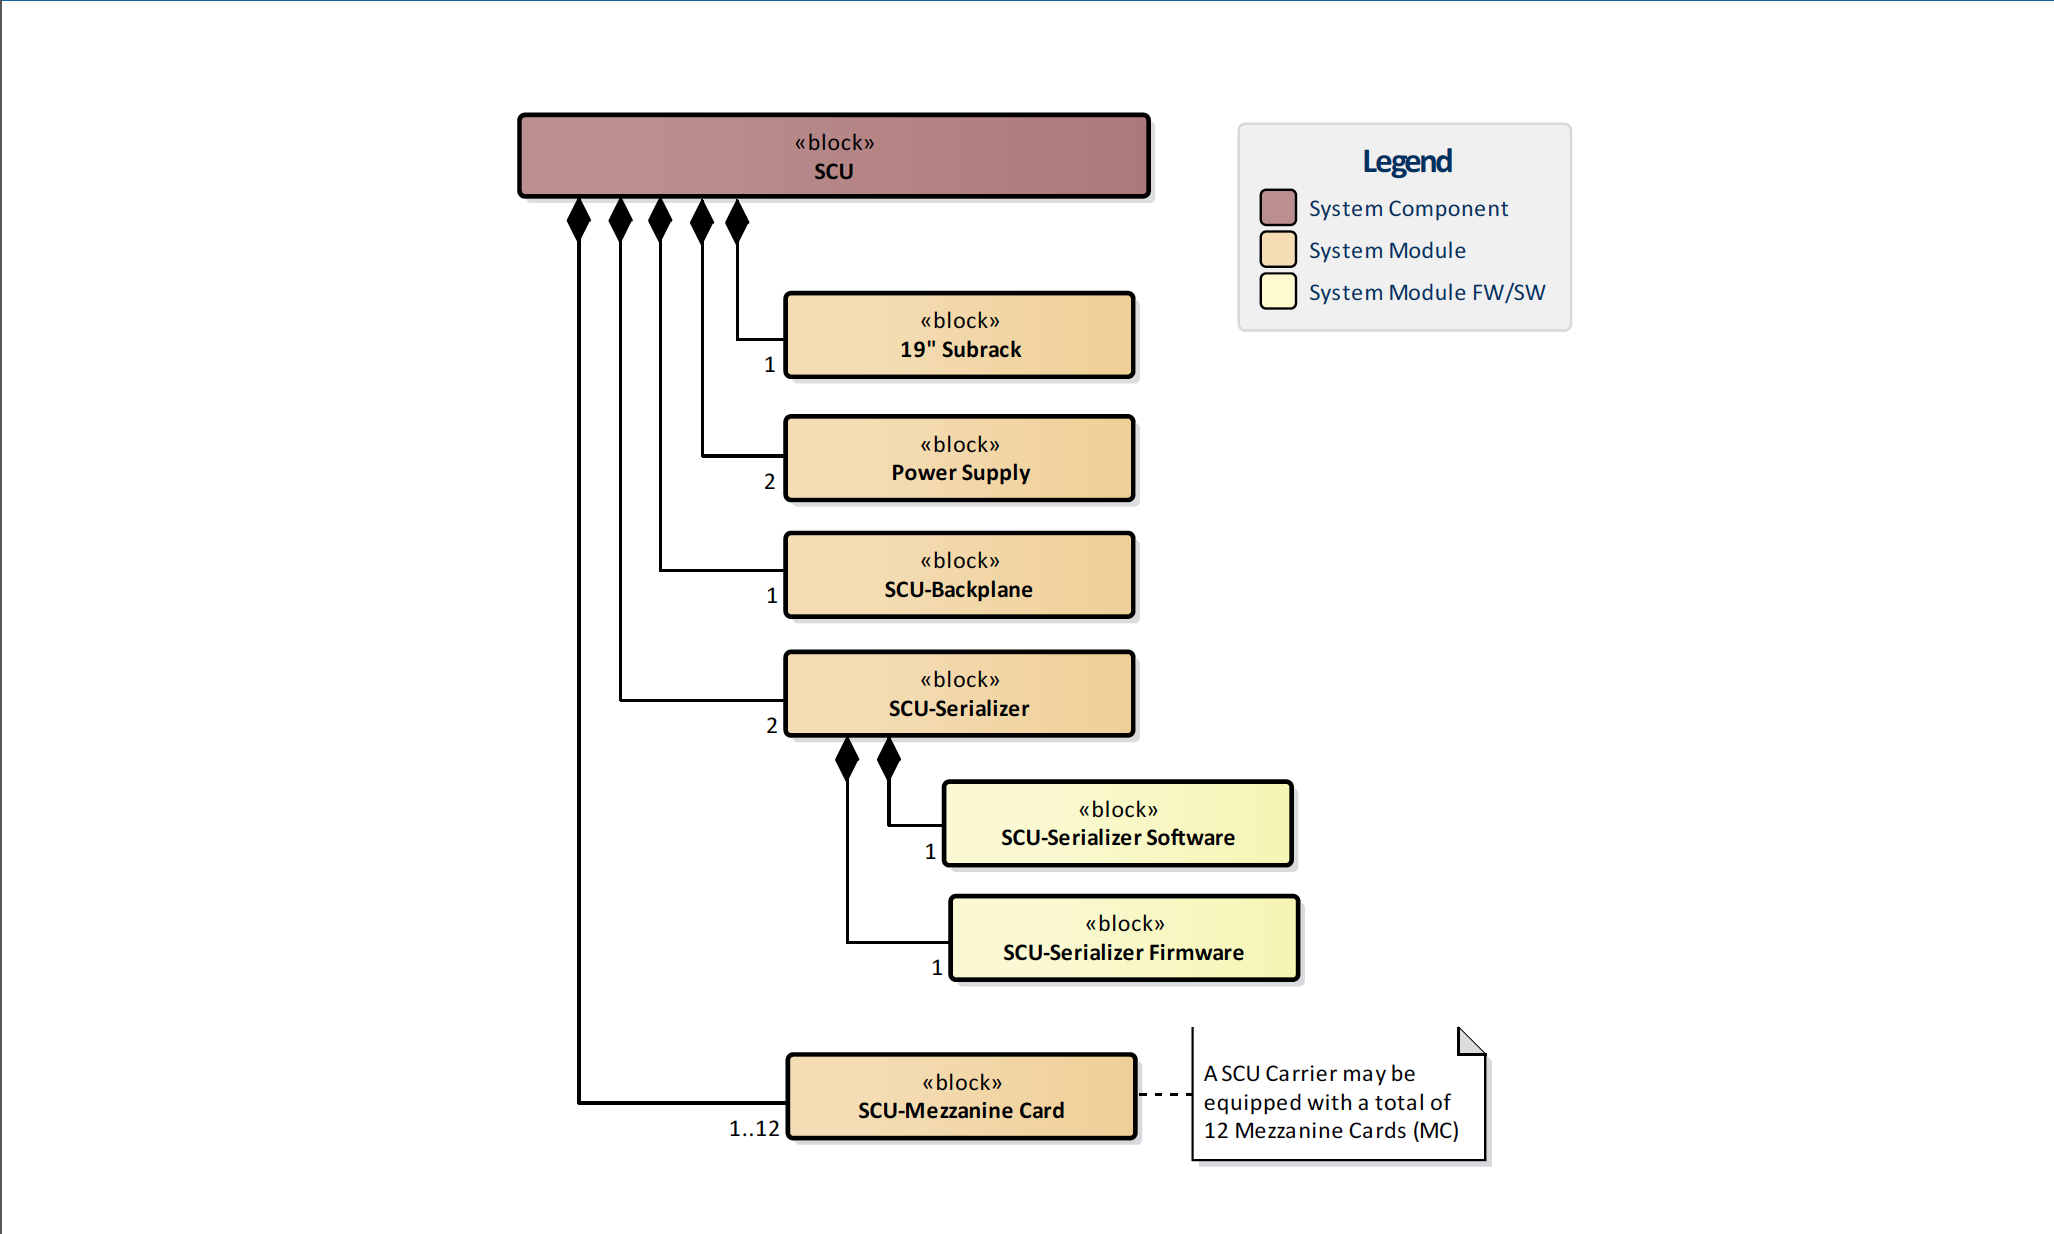 «block»
SCU
Legend
System Component
System Module
System Module FW/SW
«block»
19" Subrack
1
«block»
Power Supply
2
«block»
SCU-Backplane
1
«block»
SCU-Serializer
2
«block»
SCU-Serializer Software
1
«block»
SCU-Serializer Firmware
1
«block»
SCU-Mezzanine Card
1..12
A SCU Carrier may be
equipped with a total of
12 Mezzanine Cards (MC)